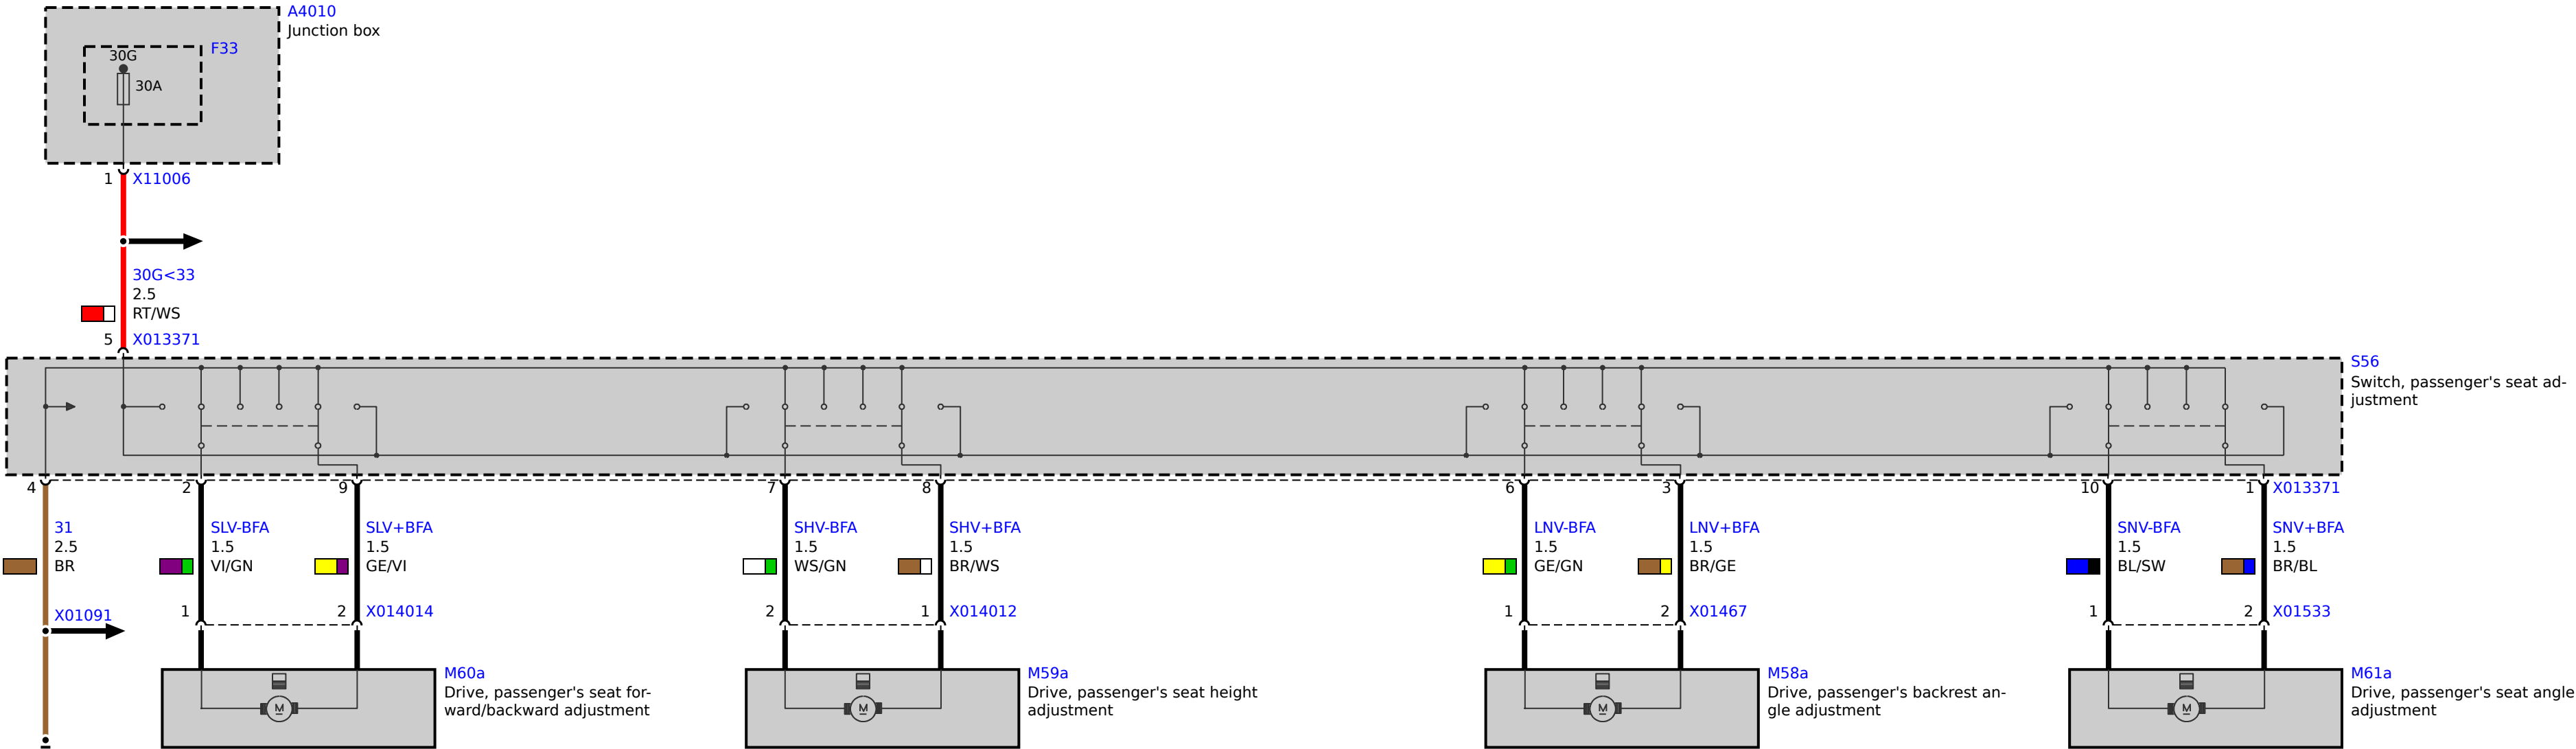 A4010
Junction box
F33
30G
30A
1 X11006
30G<33
2.5
RT/WS
5 X013371
S56
Switch, passenger's seat ad-
justment
4
2
9
7
8
6
3
10
1 X013371
31
2.5
BR
SLV-BFA
1.5
VI/GN
SLV+BFA
1.5
GE/VI
SHV-BFA
1.5
WS/GN
SHV+BFA
1.5
BR/WS
LNV-BFA
1.5
GE/GN
LNV+BFA
1.5
BR/GE
SNV-BFA
1.5
BL/SW
SNV+BFA
1.5
BR/BL
X01091
1
2 X014014
2
1 X014012
1
2 X01467
1
2 X01533
M
M60a
Drive, passenger's seat for-
ward/backward adjustment
M
M59a
Drive, passenger's seat height
adjustment
M
M58a
Drive, passenger's backrest an-
gle adjustment
M
M61a
Drive, passenger's seat angle
adjustment